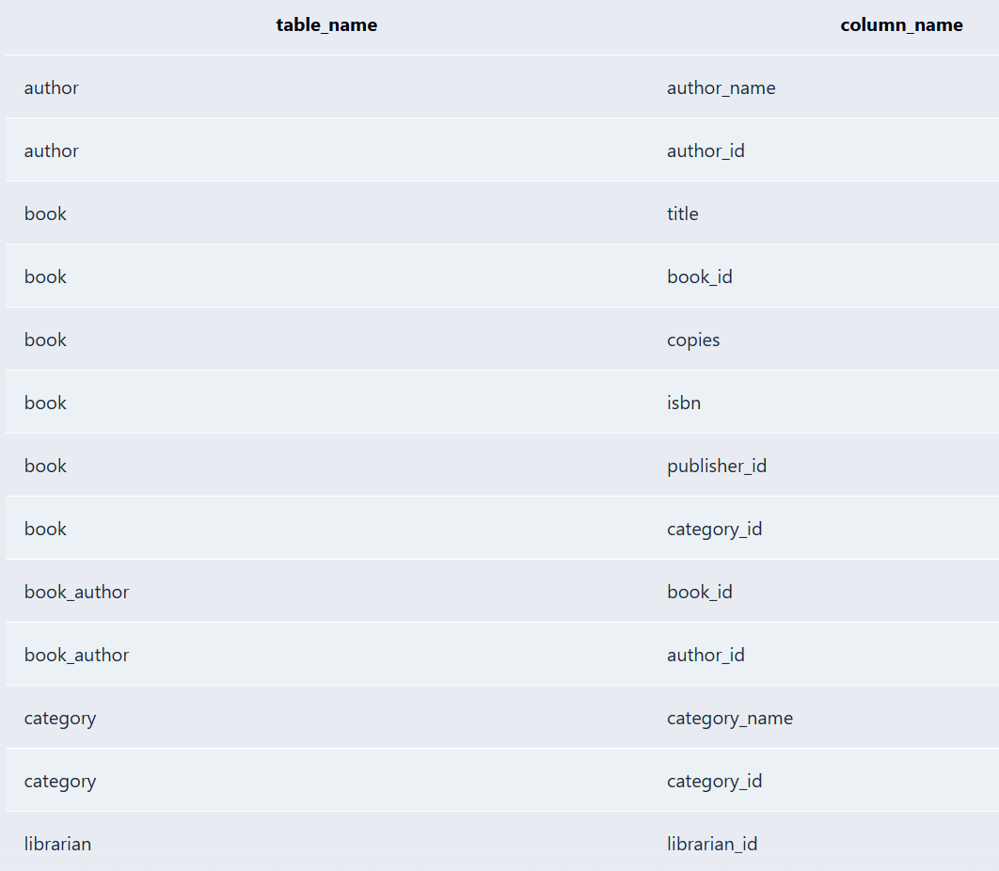 table_name column_name
author author_name
author author_id
book title
book book_id
book copies
book isbn
book publisher_id
book category_id
book_author book_id
book_author author_id
category category_name
category category_id
librarian librarian_id